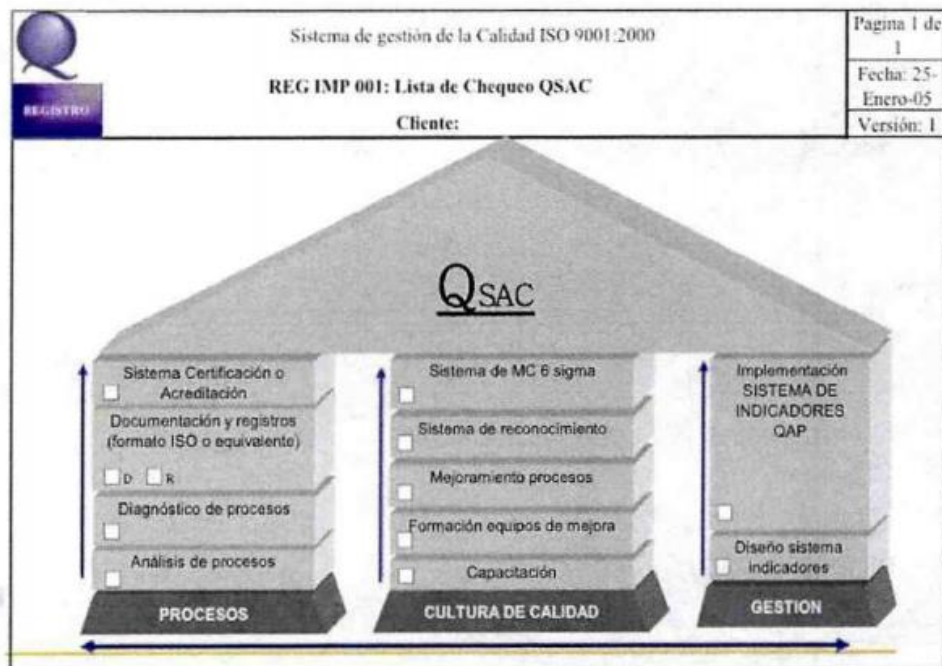 Sistema de gestión de la Calidad ISO 9001:2000
REG IMP 001: Lista de Chequeo QSAC
Cliente:
Pagina 1 de
1
Fecha: 25-
Enero-05
Versión: 1
Q
REGISTRO
QSAC
Sistema Certificación o
Acreditación
Documentación y registros
(formato ISO o equivalente)
D R
Diagnóstico de procesos
Análisis de procesos
PROCESOS
Sistema de MC 6 sigma
Sistema de reconocimiento
Mejoramiento procesos
Formación equipos de mejora
Capacitación
CULTURA DE CALIDAD
Implementación
SISTEMA DE
INDICADORES
QAP
Diseño sistema
indicadores
GESTION